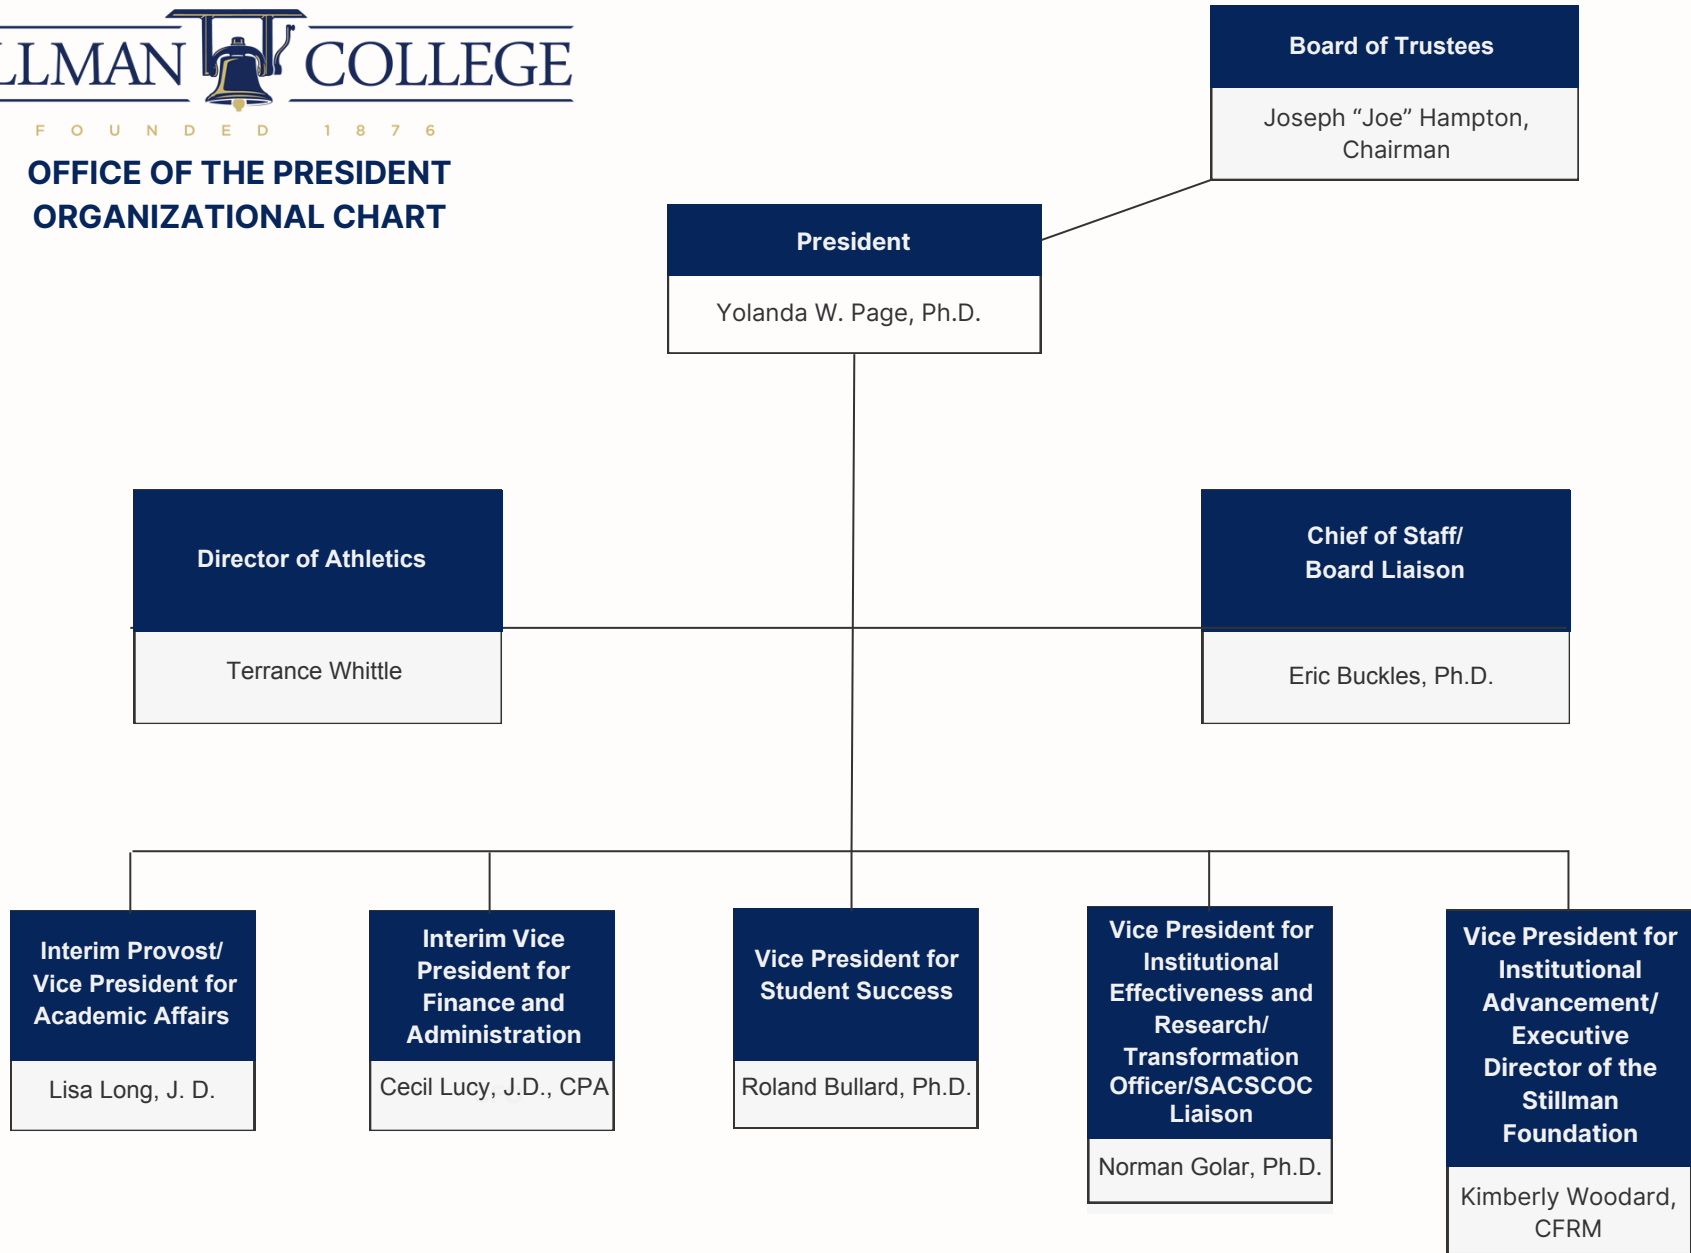 LLMAN COLLEGE
FOUNDED 1876
OFFICE OF THE PRESIDENT
ORGANIZATIONAL CHART
Board of Trustees
Joseph “Joe” Hampton,
Chairman
President
Yolanda W. Page, Ph.D.
Director of Athletics
Terrance Whittle
Chief of Staff/
Board Liaison
Eric Buckles, Ph.D.
Interim Provost/
Vice President for
Academic Affairs
Lisa Long, J. D.
Interim Vice
President for
Finance and
Administration
Cecil Lucy, J.D., CPA
Vice President for
Student Success
Roland Bullard, Ph.D.
Vice President for
Institutional
Effectiveness and
Research/
Transformation
Officer/SACSCOC
Liaison
Norman Golar, Ph.D.
Vice President for
Institutional
Advancement/
Executive
Director of the
Stillman
Foundation
Kimberly Woodard,
CFRM